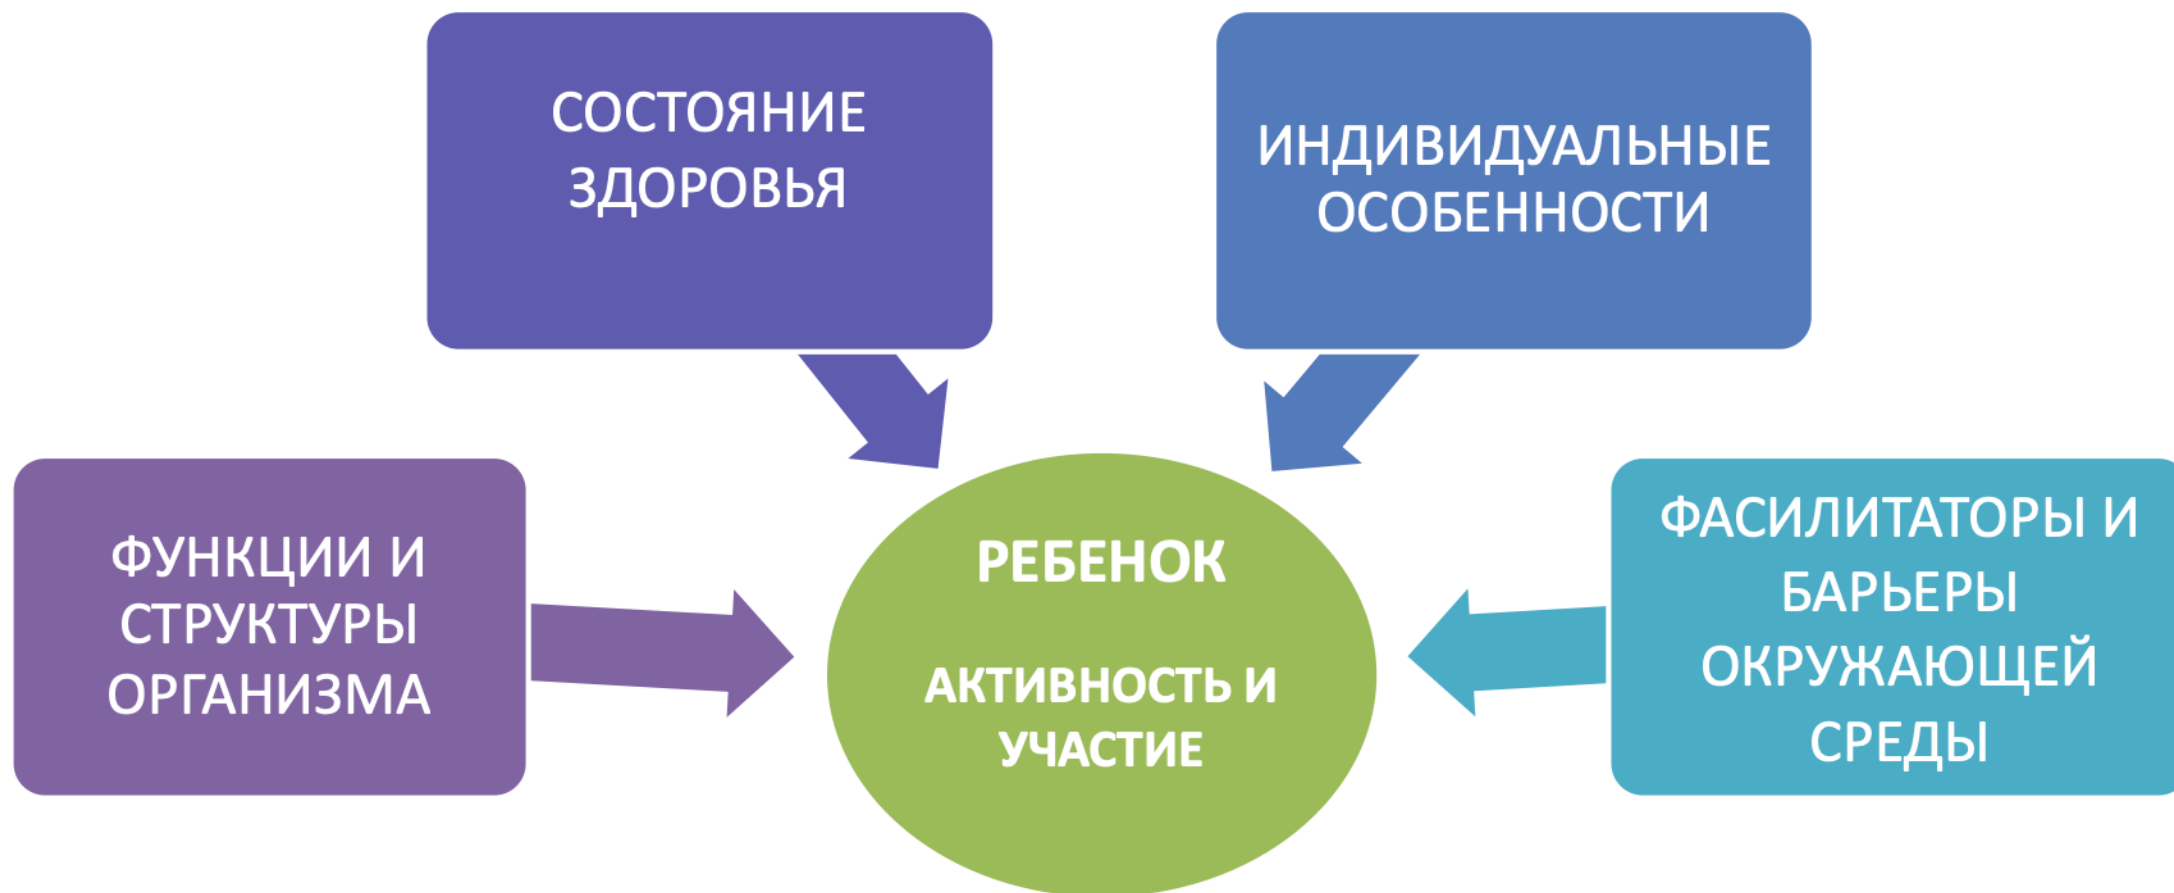 СОСТОЯНИЕ
ЗДОРОВЬЯ
ИНДИВИДУАЛЬНЫЕ
ОСОБЕННОСТИ
ФУНКЦИИ И
СТРУКТУРЫ
ОРГАНИЗМА
РЕБЕНОК
АКТИВНОСТЬ И
УЧАСТИЕ
ФАСИЛИТАТОРЫ И
БАРЬЕРЫ
ОКРУЖАЮЩЕЙ
СРЕДЫ